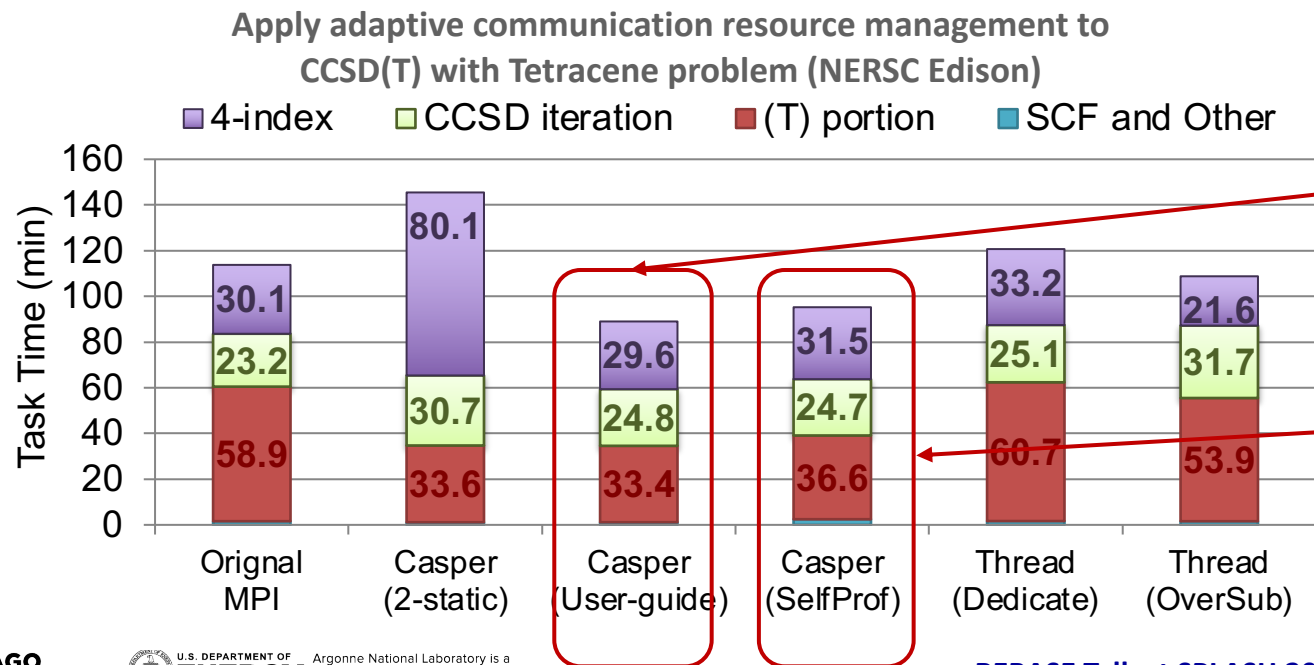 Apply adaptive communication resource management to
CCSD(T) with Tetracene problem (NERSC Edison)
4-index CCSD iteration (T) portion SCF and Other
Task Time (min)
160
140
120
100
80
60
40
20
0
30.1
23.2
58.9
80.1
30.7
33.6
29.6
24.8
33.4
31.5
24.7
36.6
33.2
25.1
60.7
21.6
31.7
53.9
Orignal
MPI
Casper
(2-static)
Casper
(User-guide)
Casper
(SelfProf)
Thread
(Dedicate)
Thread
(OverSub)
U.S. DEPARTMENT OF
Argonne National Laboratory is a